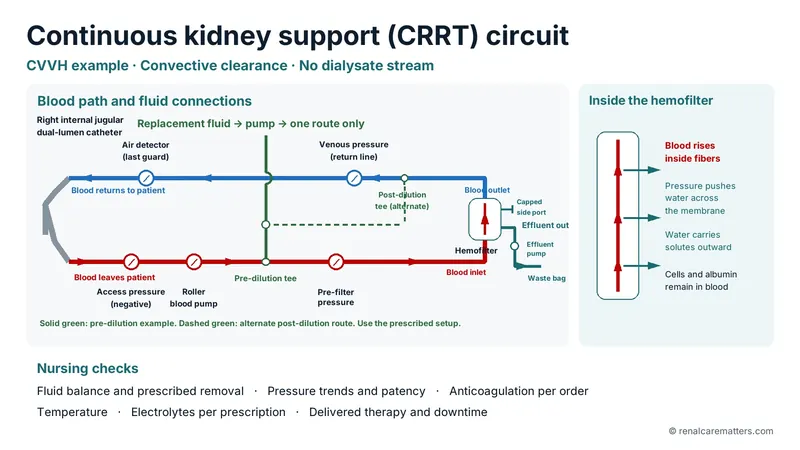 Continuous kidney support (CRRT) circuit
CVVH example · Convective clearance · No dialysate stream
Blood path and fluid connections
Right internal jugular
dual-lumen catheter
Replacement fluid → pump → one route only
Air detector
(last guard)
Venous pressure
(return line)
Blood returns to patient
Post-dilution
tee (alternate)
Blood outlet
Capped
side port
Effluent out
Hemofilter
Effluent
pump
Waste bag
Blood leaves patient
Pre-dilution tee
Blood inlet
Access pressure
(negative)
Roller
blood pump
Pre-filter
pressure
Solid green: pre-dilution example. Dashed green: alternate post-dilution route. Use the prescribed setup.
Inside the hemofilter
Blood rises
inside fibers
Pressure pushes
water across
the membrane
Water carries
solutes outward
Cells and albumin
remain in blood
Nursing checks
Fluid balance and prescribed removal · Pressure trends and patency · Anticoagulation per order
Temperature · Electrolytes per prescription · Delivered therapy and downtime
© renalcarematters.com